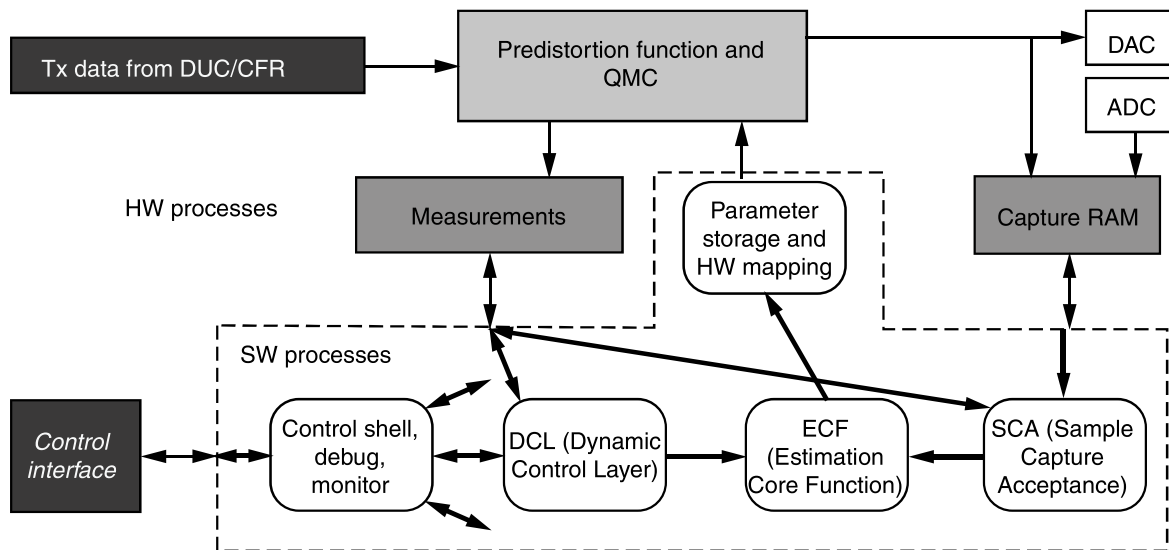 Tx data from DUC/CFR
Predistortion function and
QMC
DAC
ADC
HW processes
Measurements
Parameter
storage and
HW mapping
Capture RAM
SW processes
Control
interface
Control shell,
debug,
monitor
DCL (Dynamic
Control Layer)
ECF
(Estimation
Core Function)
SCA (Sample
Capture
Acceptance)